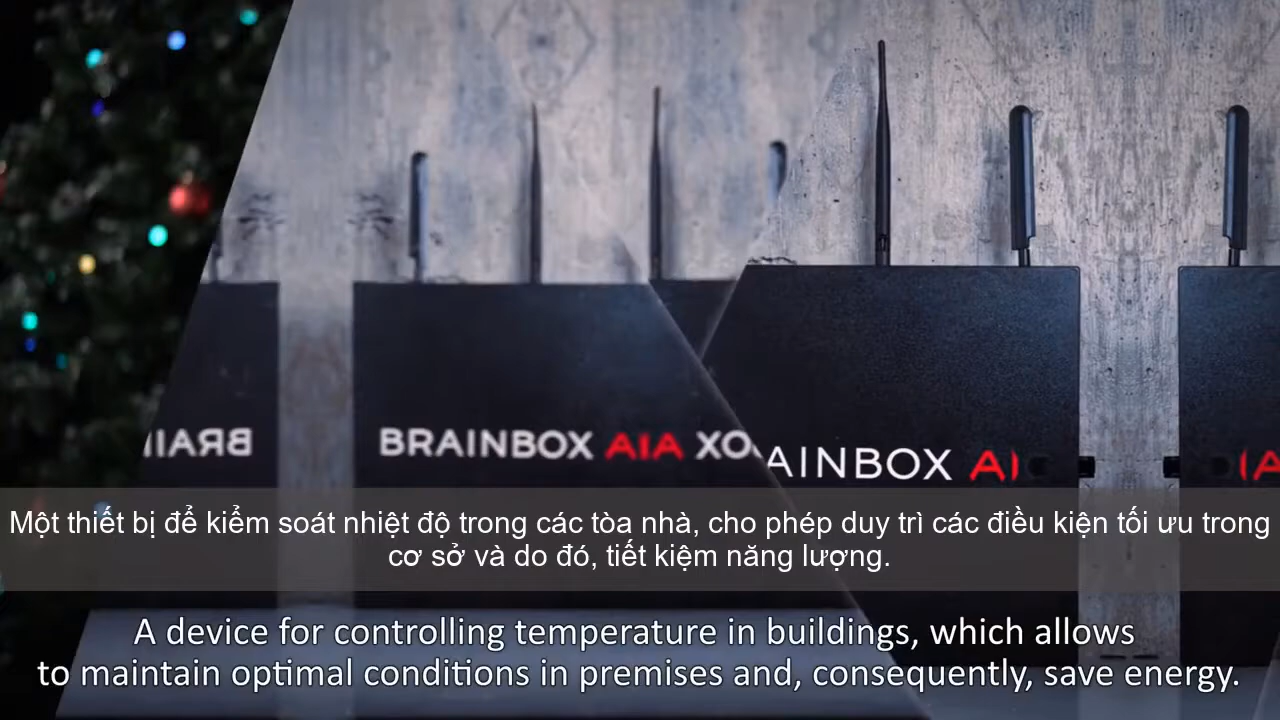 BRAINBOX AIA XO
AINBOX AI
Một thiết bị để kiểm soát nhiệt độ trong các tòa nhà, cho phép duy trì các điều kiện tối ưu trong
cơ sở và do đó, tiết kiệm năng lượng.
A device for controlling temperature in buildings, which allows
to maintain optimal conditions in premises and, consequently, save energy.